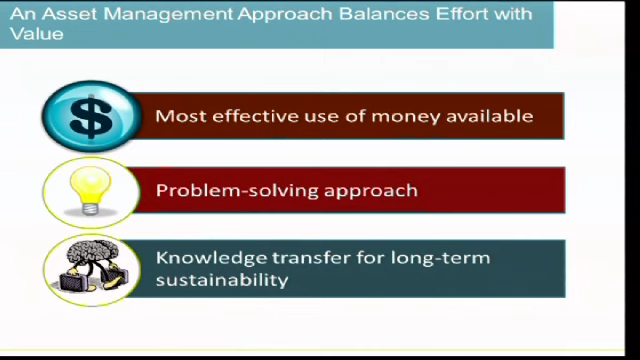 An Asset Management Approach Balances Effort with
Value
$
Most effective use of money available
Problem-solving approach
Knowledge transfer for long-term
sustainability